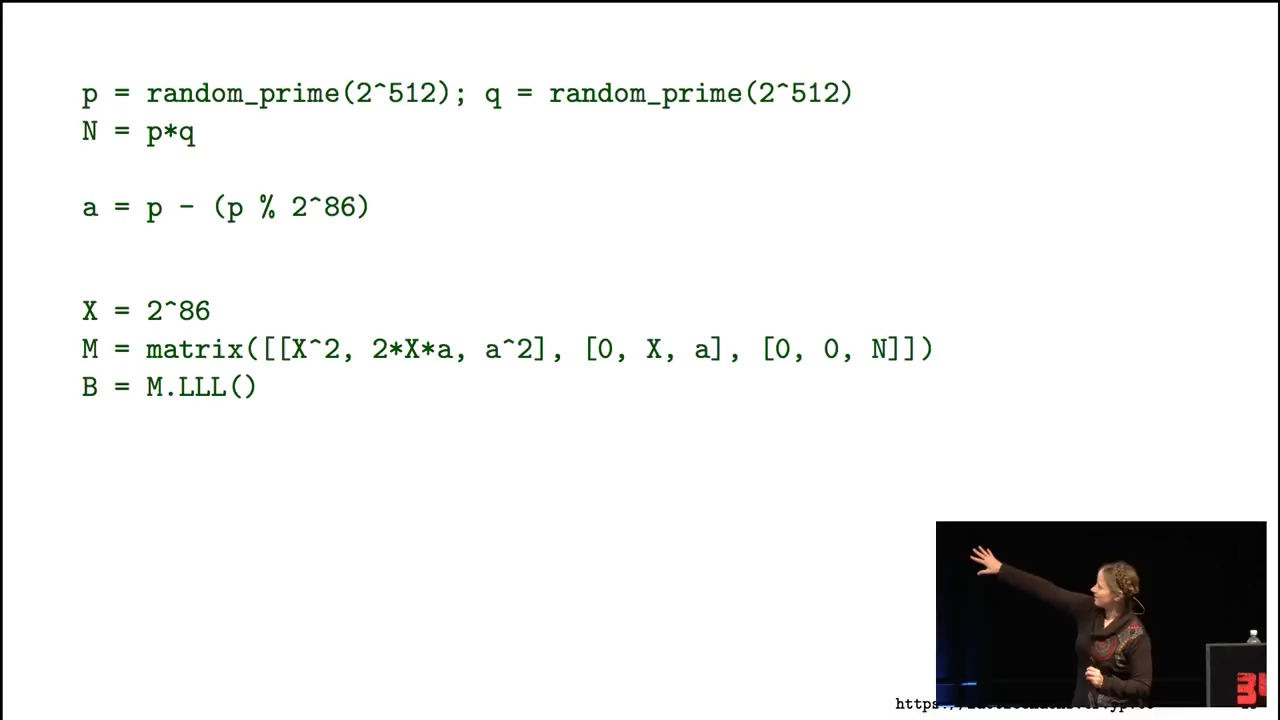 p = random_prime(2^512); q = random_prime(2^512)
N = p*q
a = p - (p % 2^86)
X = 2^86
M = matrix([[X^2, 2*X*a, a^2], [0, X, a], [0, 0, N]])
B = M.LLL()